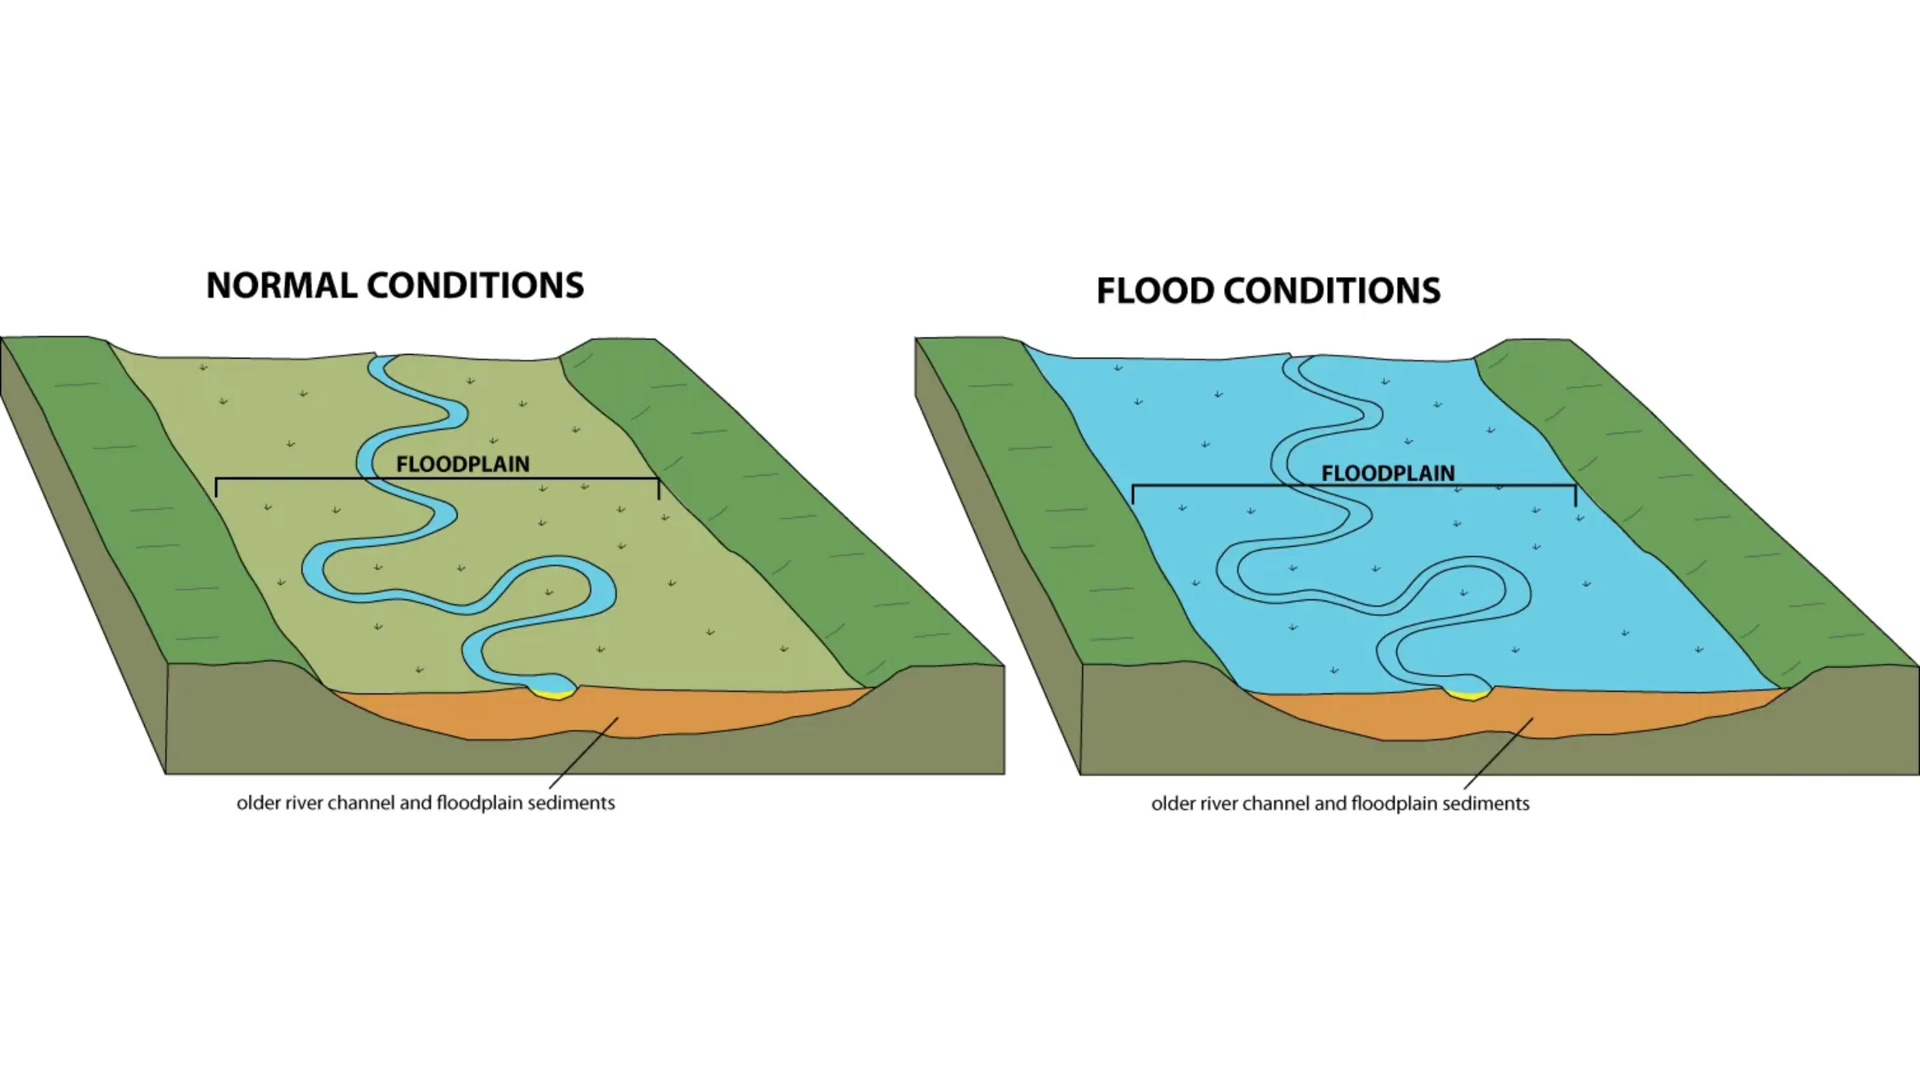 NORMAL CONDITIONS
FLOODPLAIN
older river channel and floodplain sediments
FLOOD CONDITIONS
FLOODPLAIN
older river channel and floodplain sediments